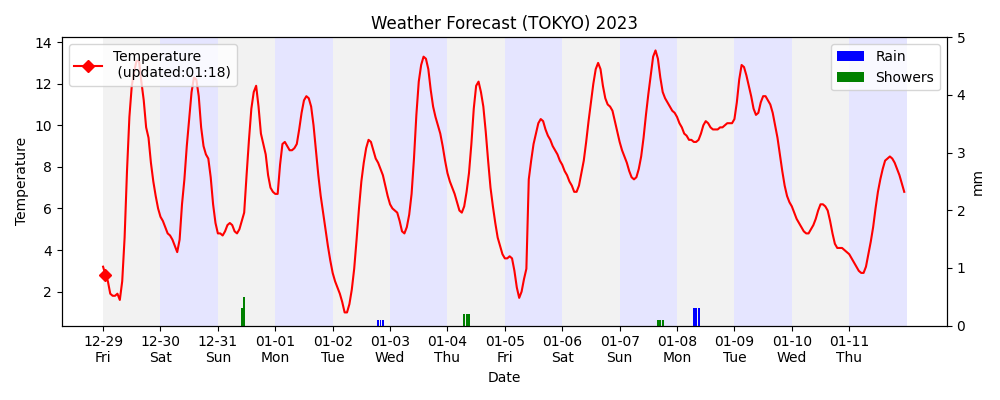 Weather Forecast (TOKYO) 2023
Temperature
(updated:01:18)
Rain
Showers
14
12
10
8
6
4
2
Temperature
5
4
3
2
1
0
mm
12-29 12-30 12-31 01-01 01-02 01-03 01-04 01-05 01-06 01-07 01-08 01-09 01-10 01-11
Fri Sat Sun Mon Tue Wed Thu Fri Sat Sun Mon Tue Wed Thu
Date